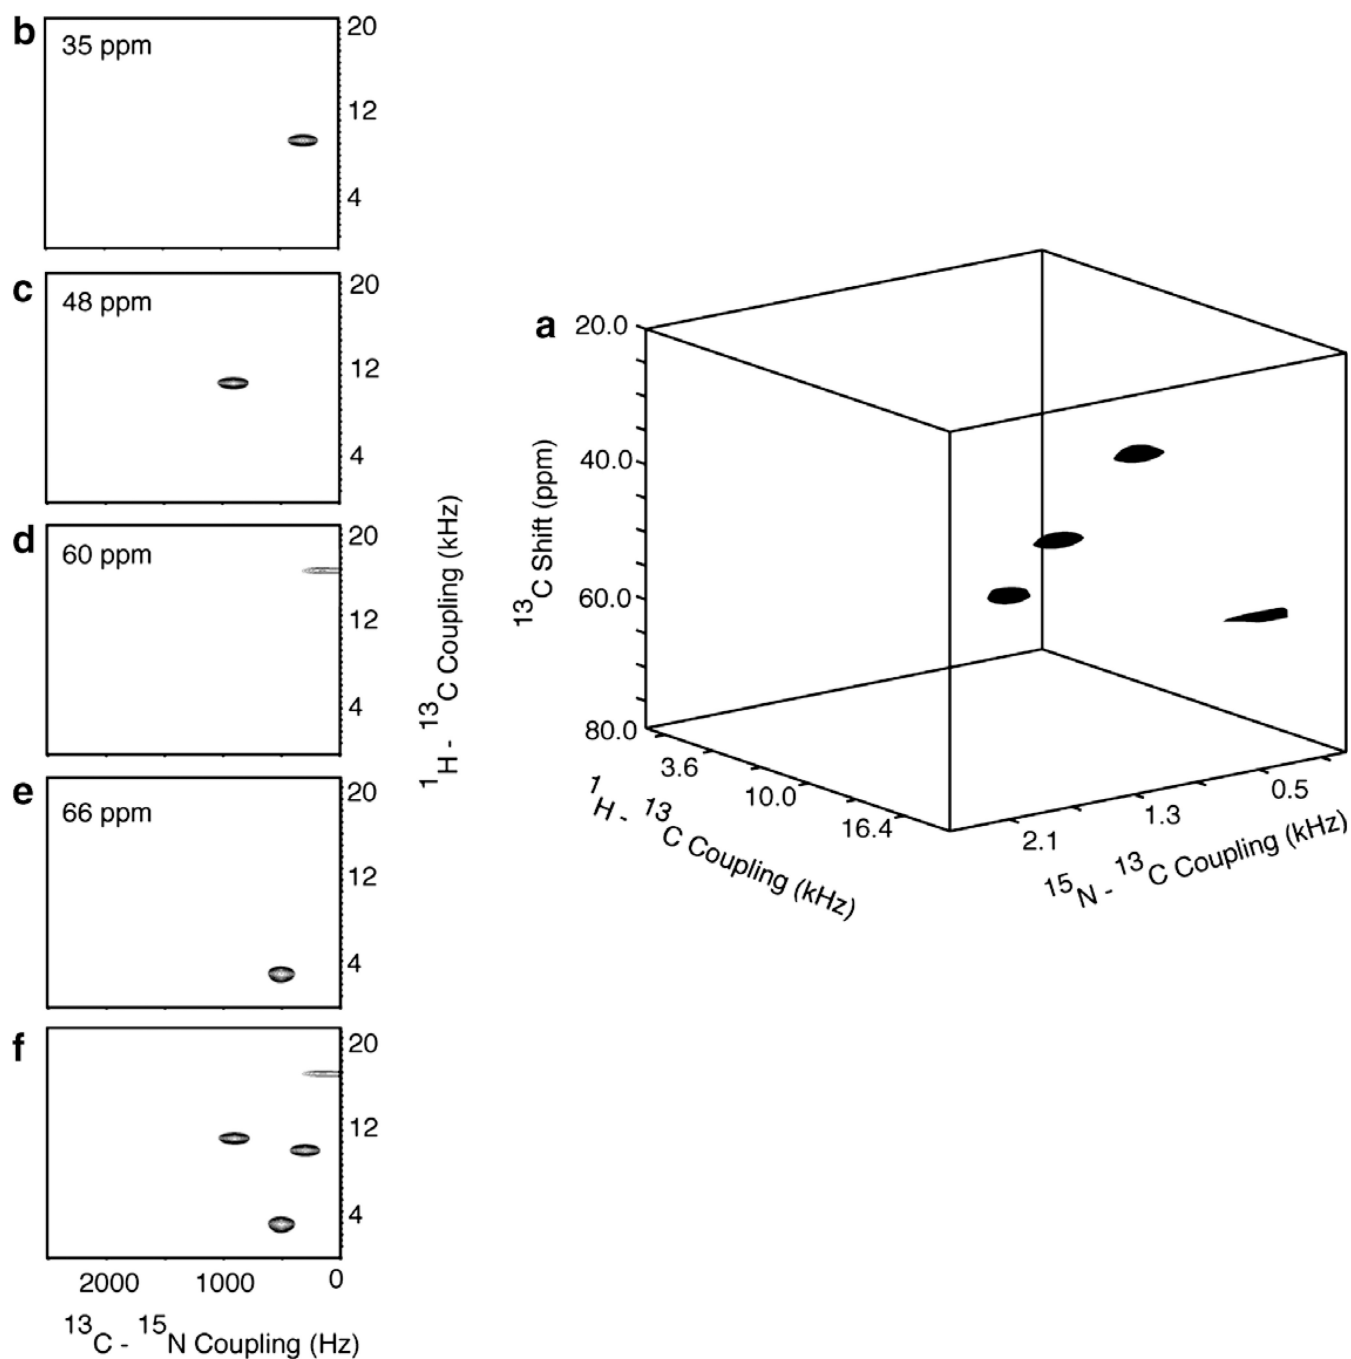 b
35 ppm
20
12
4
c
48 ppm
20
12
4
d
60 ppm
20
12
4
e
66 ppm
20
12
4
f
20
12
4
2000 1000 0
13C - 15N Coupling (Hz)
1H - 13C Coupling (kHz)
a
20.0
40.0
60.0
80.0
13C Shift (ppm)
3.6
10.0
16.4
1H - 13C Coupling (kHz)
2.1
1.3
0.5
15N - 13C Coupling (kHz)